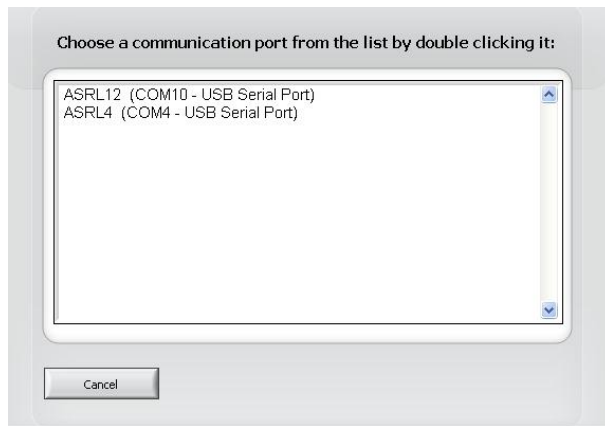 Choose a communication port from the list by double clicking it:
ASRL12 (COM10 - USB Serial Port)
ASRL4 (COM4 - USB Serial Port)
Cancel